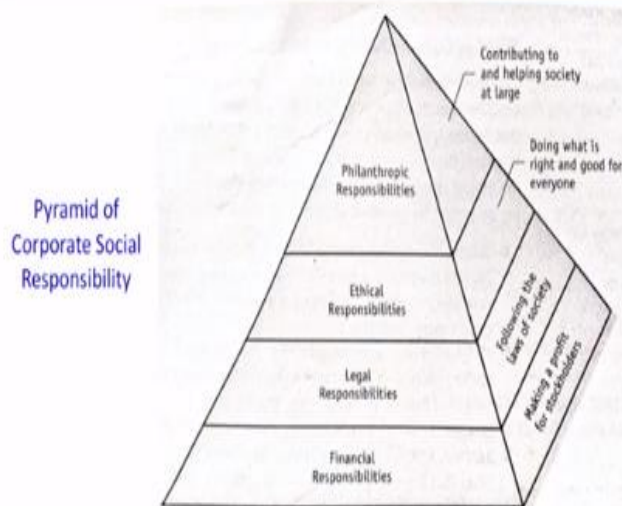 Pyramid of
Corporate Social
Responsibility
Contributing to
and helping society
at large
Doing what is
right and good for
everyone
Philanthropic
Responsibilities
Ethical
Responsibilities
Following the
laws of society
Legal
Responsibilities
Making a profit
for stockholders
Financial
Responsibilities